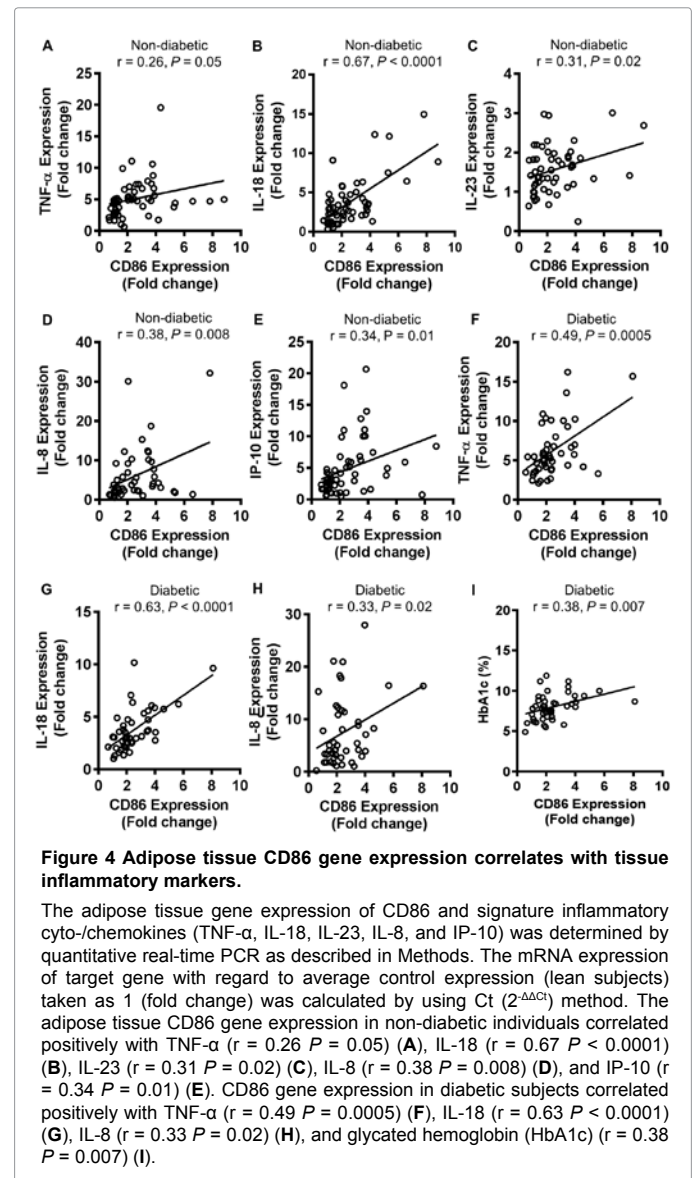 A
Non-diabetic
r = 0.26, P = 0.05
TNF-α Expression
(Fold change)
25
20
15
10
5
0
0 2 4 6 8 10
CD86 Expression
(Fold change)
B
Non-diabetic
r = 0.67, P < 0.0001
IL-18 Expression
(Fold change)
20
15
10
5
0
0 2 4 6 8 10
CD86 Expression
(Fold change)
C
Non-diabetic
r = 0.31, P = 0.02
IL-23 Expression
(Fold change)
4
3
2
1
0
0 2 4 6 8 10
CD86 Expression
(Fold change)
D
Non-diabetic
r = 0.38, P = 0.008
IL-8 Expression
(Fold change)
40
30
20
10
0
0 2 4 6 8 10
CD86 Expression
(Fold change)
E
Non-diabetic
r = 0.34, P = 0.01
IP-10 Expression
(Fold change)
25
20
15
10
5
0
0 2 4 6 8 10
CD86 Expression
(Fold change)
F
Diabetic
r = 0.49, P = 0.0005
TNF-α Expression
(Fold change)
20
15
10
5
0
0 2 4 6 8 10
CD86 Expression
(Fold change)
G
Diabetic
r = 0.63, P < 0.0001
IL-18 Expression
(Fold change)
15
10
5
0
0 2 4 6 8 10
CD86 Expression
(Fold change)
H
Diabetic
r = 0.33, P = 0.02
IL-8 Expression
(Fold change)
30
20
10
0
0 2 4 6 8 10
CD86 Expression
(Fold change)
I
Diabetic
r = 0.38, P = 0.007
HbA1c (%)
20
15
10
5
0
0 2 4 6 8 10
CD86 Expression
(Fold change)
Figure 4 Adipose tissue CD86 gene expression correlates with tissue
inflammatory markers.
The adipose tissue gene expression of CD86 and signature inflammatory
cyto-/chemokines (TNF-α, IL-18, IL-23, IL-8, and IP-10) was determined by
quantitative real-time PCR as described in Methods. The mRNA expression
of target gene with regard to average control expression (lean subjects)
taken as 1 (fold change) was calculated by using Ct (2-ΔΔCt) method. The
adipose tissue CD86 gene expression in non-diabetic individuals correlated
positively with TNF-α (r = 0.26 P = 0.05) (A), IL-18 (r = 0.67 P < 0.0001)
(B), IL-23 (r = 0.31 P = 0.02) (C), IL-8 (r = 0.38 P = 0.008) (D), and IP-10 (r
= 0.34 P = 0.01) (E). CD86 gene expression in diabetic subjects correlated
positively with TNF-α (r = 0.49 P = 0.0005) (F), IL-18 (r = 0.63 P < 0.0001)
(G), IL-8 (r = 0.33 P = 0.02) (H), and glycated hemoglobin (HbA1c) (r = 0.38
P = 0.007) (I).